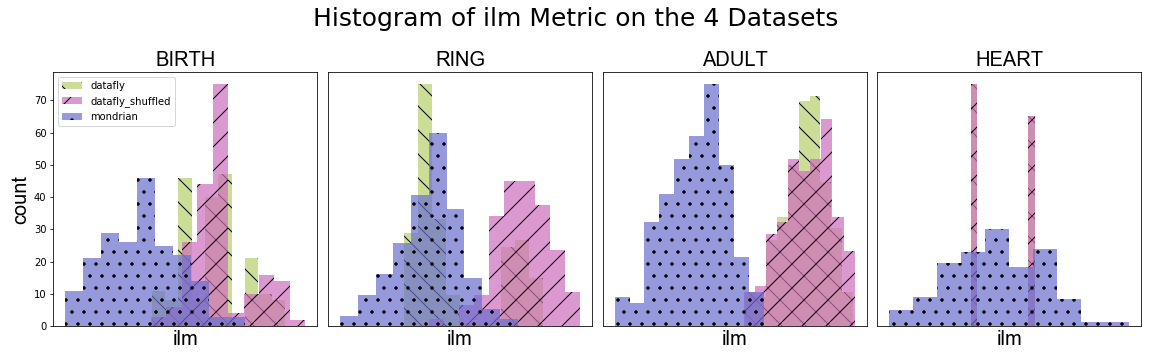 Histogram of ilm Metric on the 4 Datasets
BIRTH
RING
ADULT
HEART
datafly
datafly_shuffled
mondrian
count
70
60
50
40
30
20
10
0
ilm
ilm
ilm
ilm